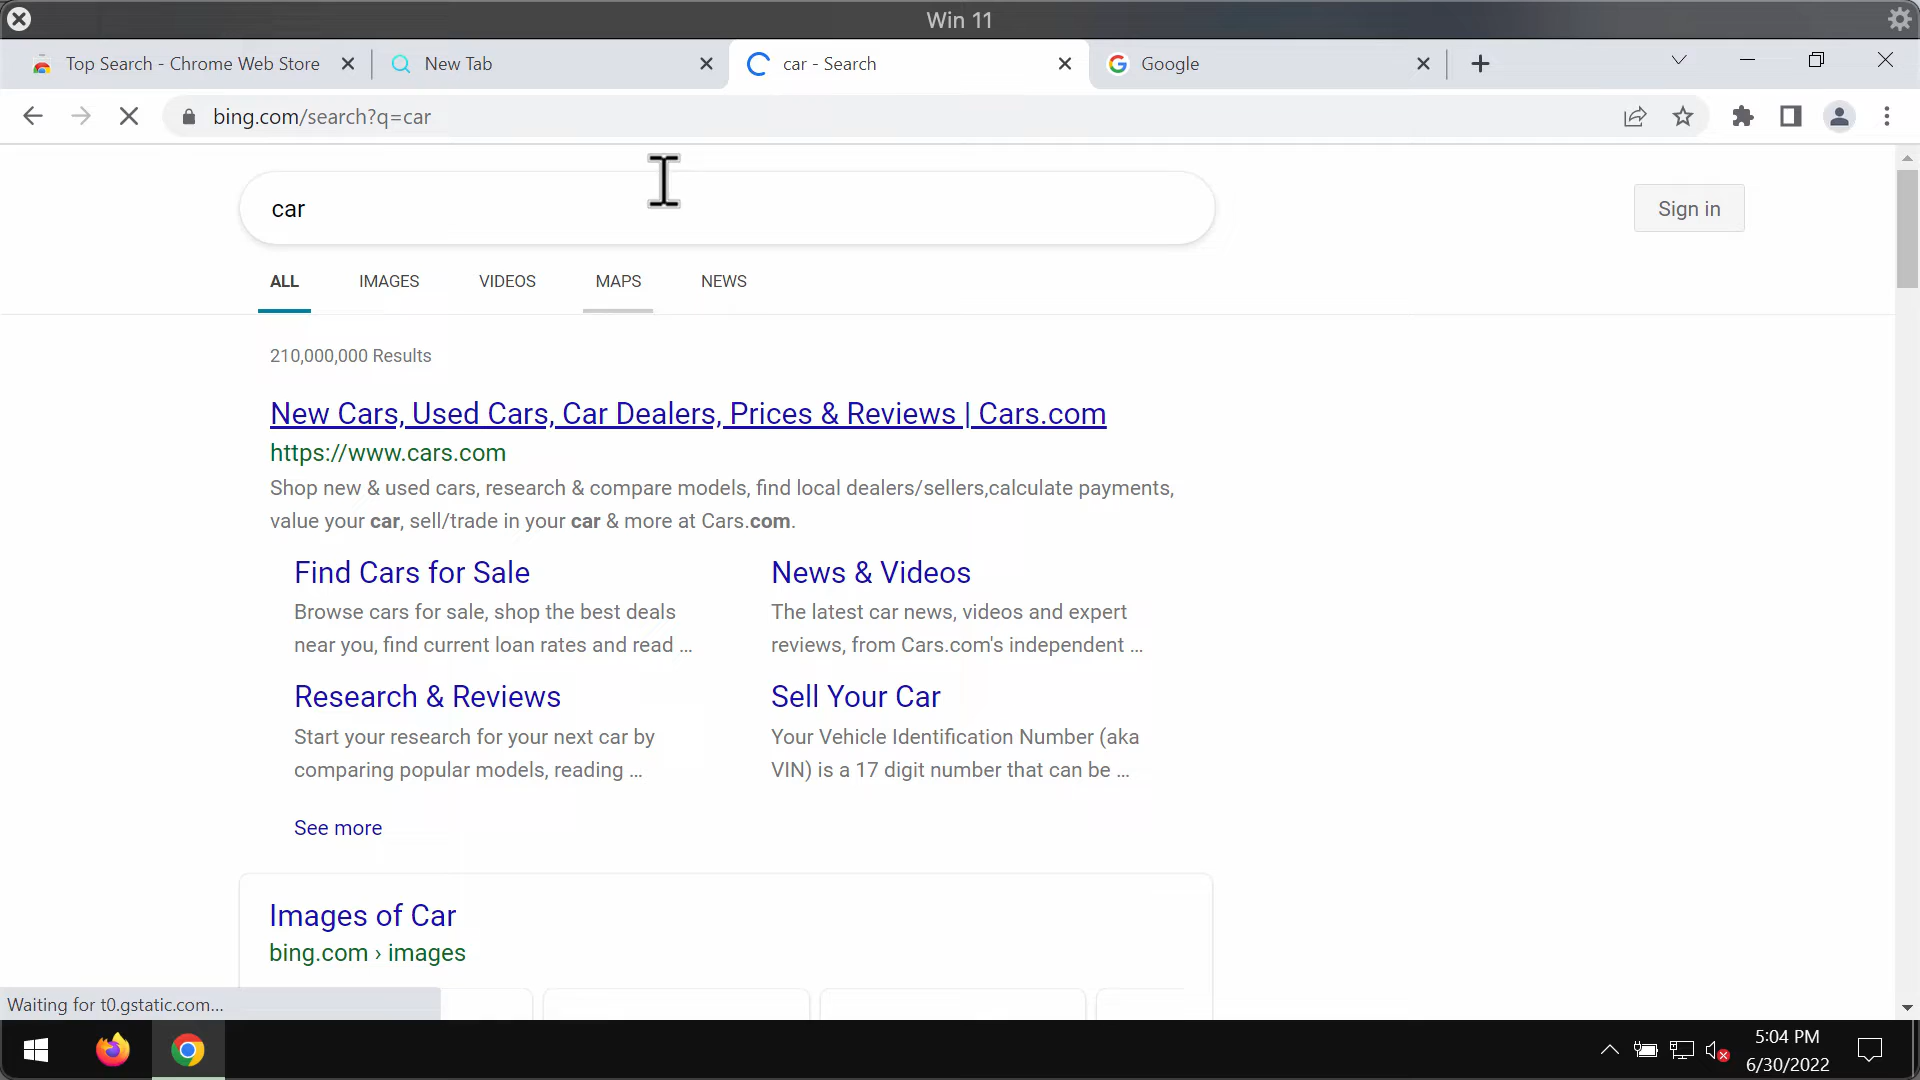 Win 11
Top Search - Chrome Web Store
New Tab
car - Search
Google
bing.com/search?q=car
car
Sign in
ALL
IMAGES
VIDEOS
MAPS
NEWS
210,000,000 Results
New Cars, Used Cars, Car Dealers, Prices & Reviews | Cars.com
https://www.cars.com
Shop new & used cars, research & compare models, find local dealers/sellers,calculate payments,
value your car, sell/trade in your car & more at Cars.com.
Find Cars for Sale
Browse cars for sale, shop the best deals
near you, find current loan rates and read ...
News & Videos
The latest car news, videos and expert
reviews, from Cars.com's independent ...
Research & Reviews
Start your research for your next car by
comparing popular models, reading ...
Sell Your Car
Your Vehicle Identification Number (aka
VIN) is a 17 digit number that can be ...
See more
Images of Car
bing.com › images
Waiting for t0.gstatic.com...
5:04 PM
6/30/2022